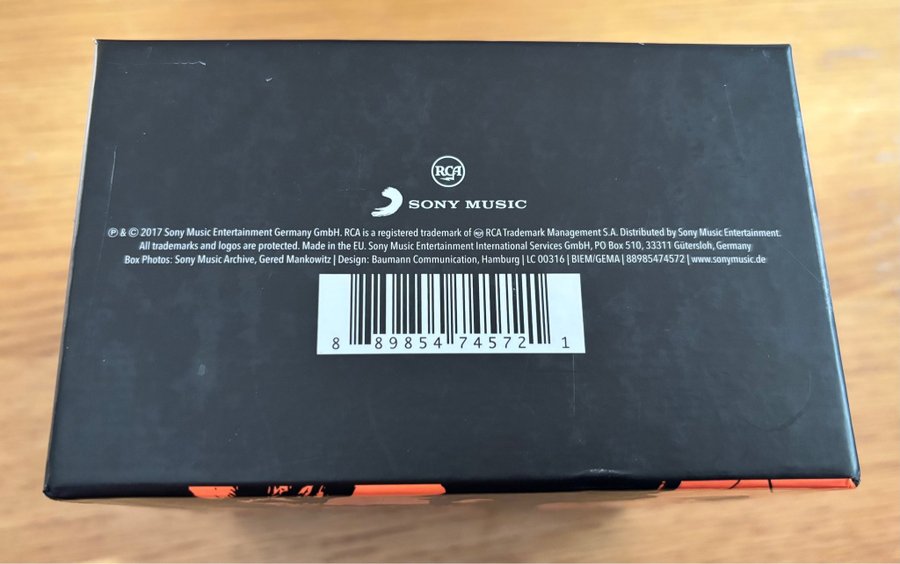 RCA
SONY MUSIC
℗ & © 2017 Sony Music Entertainment Germany GmbH. RCA is a registered trademark of RCA Trademark Management S.A. Distributed by Sony Music Entertainment.
All trademarks and logos are protected. Made in the EU. Sony Music Entertainment International Services GmbH, PO Box 510, 33311 Gütersloh, Germany
Box Photos: Sony Music Archive, Gered Mankowitz | Design: Baumann Communication, Hamburg | LC 00316 | BIEM/GEMA | 88985474572 | www.sonymusic.de
8 89854 74572 1